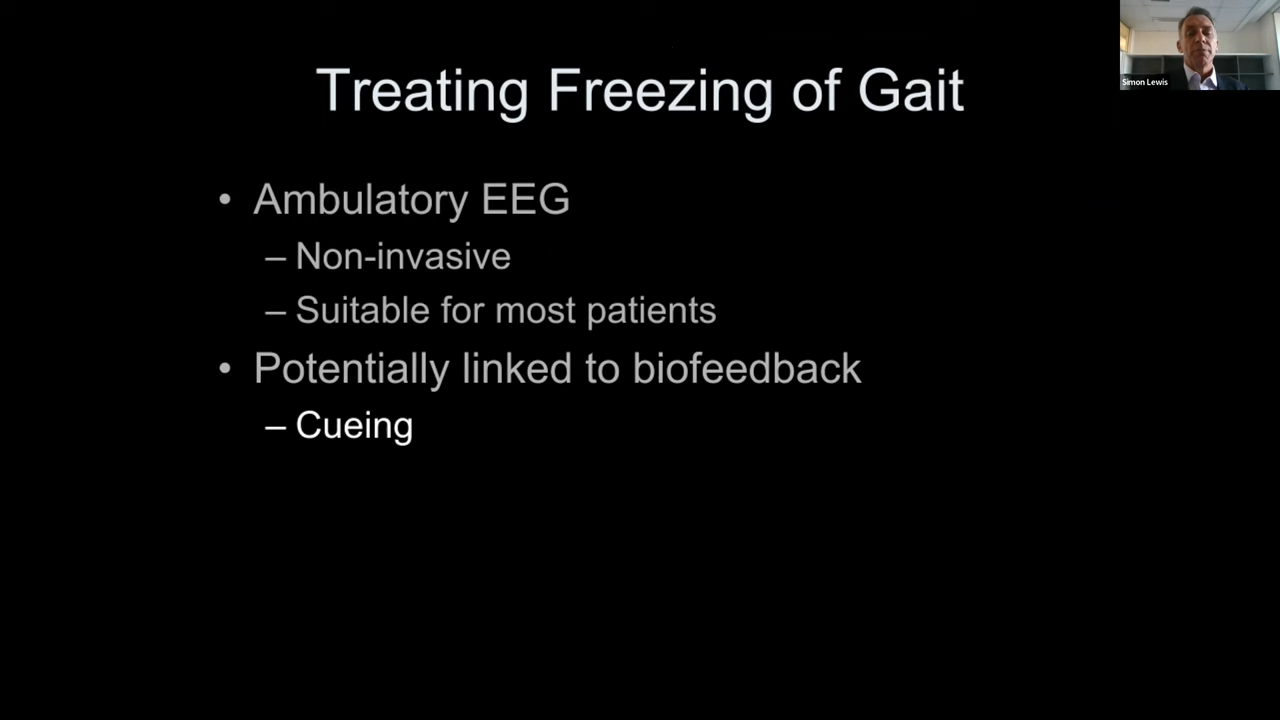 Treating Freezing of Gait
• Ambulatory EEG
– Non-invasive
– Suitable for most patients
• Potentially linked to biofeedback
– Cueing
Simon Lewis